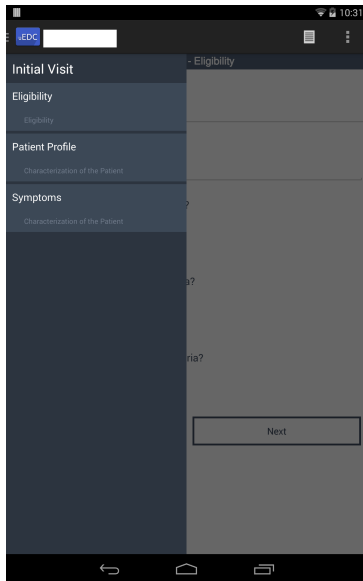 10:31
eEDC
Initial Visit
- Eligibility
Eligibility
Eligibility
Patient Profile
Characterization of the Patient
Symptoms
Characterization of the Patient
?
a?
ria?
Next